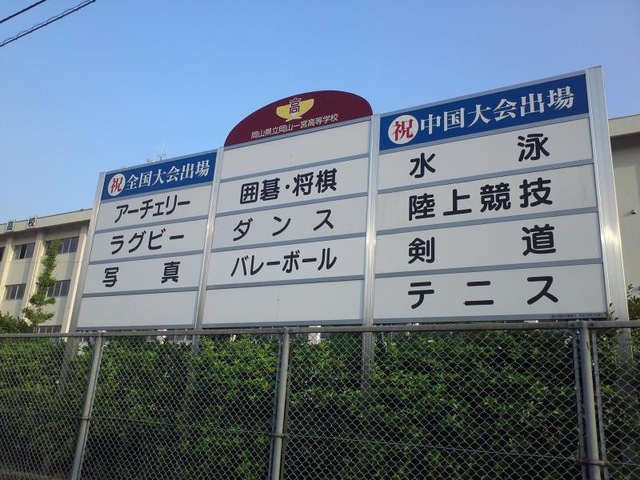 祝 全国大会出場
アーチェリー
ラグビー
写真
高
岡山県立岡山一宮高等学校
囲碁・将棋
ダンス
バレーボール
祝 中国大会出場
水泳
陸上競技
剣道
テニス